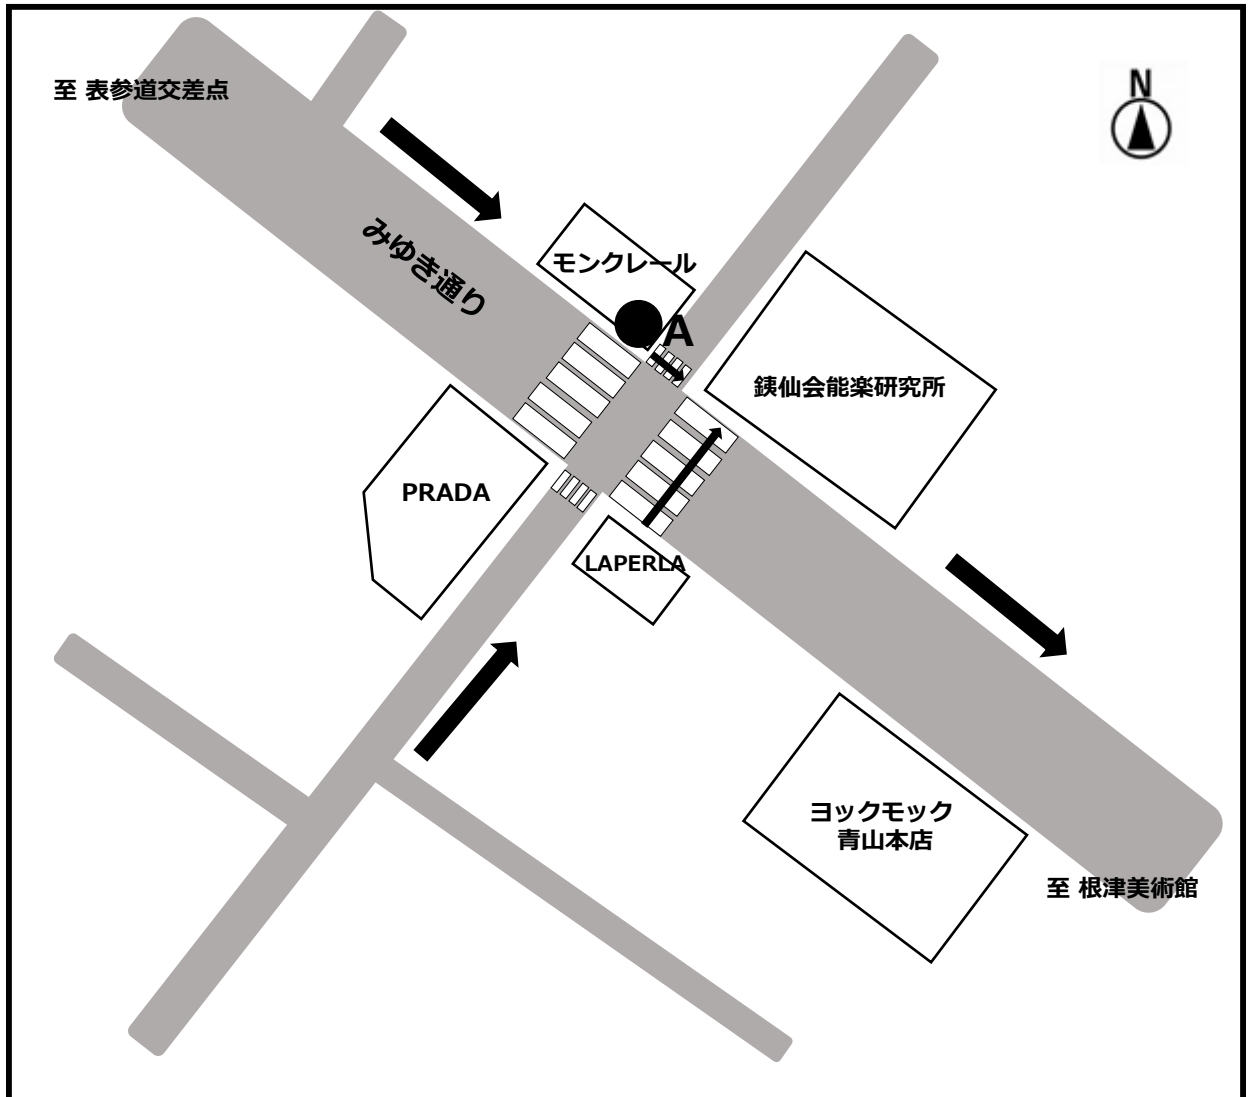 至 表参道交差点
N
みゆき通り
モンクレール
A
銕仙会能楽研究所
PRADA
LAPERLA
ヨックモック
青山本店
至 根津美術館